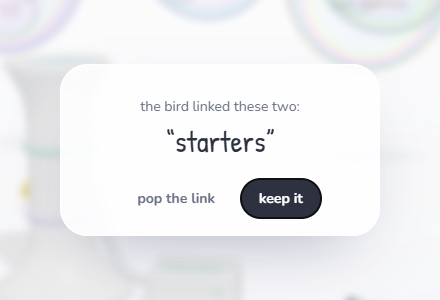 the bird linked these two:
“starters”
pop the link keep it